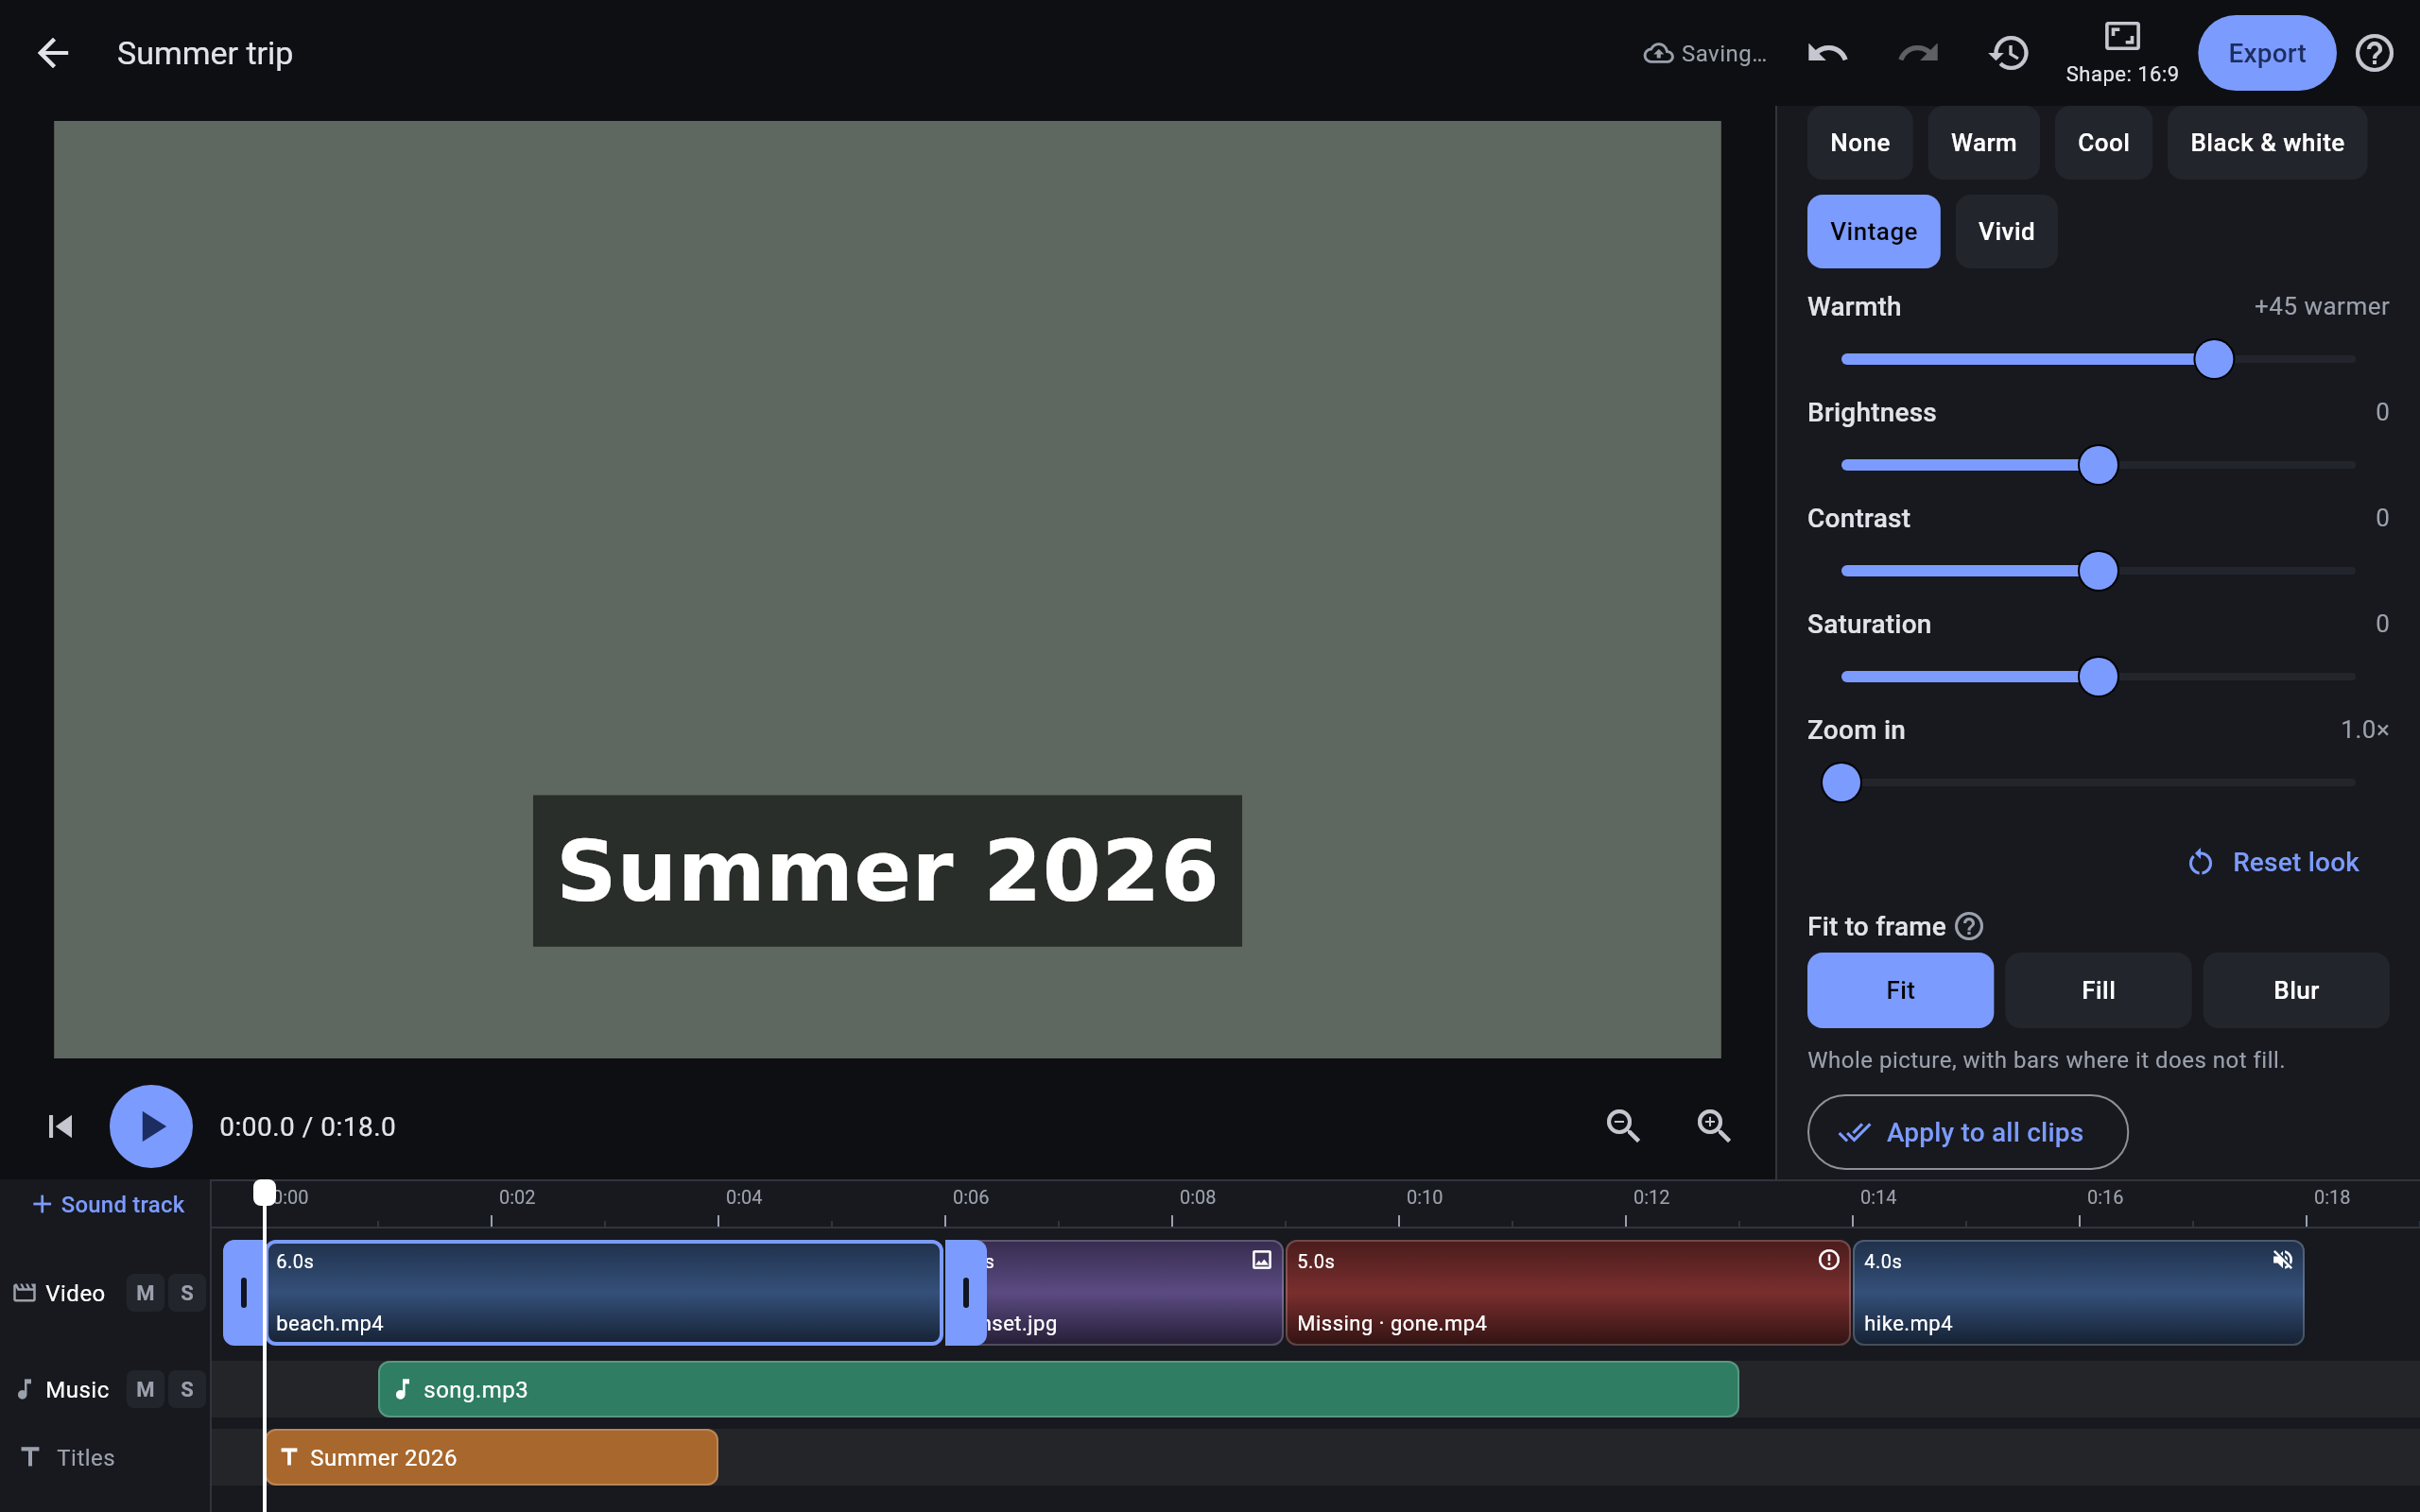 Summer trip
Saving...
Shape: 16:9
Export
None
Warm
Cool
Black & white
Vintage
Vivid
Warmth
+45 warmer
Brightness
0
Contrast
0
Saturation
0
Zoom in
1.0×
Reset look
Fit to frame
Fit
Fill
Blur
Whole picture, with bars where it does not fill.
Apply to all clips
Summer 2026
0:00.0 / 0:18.0
Sound track
0:00
0:02
0:04
0:06
0:08
0:10
0:12
0:14
0:16
0:18
Video
M
S
6.0s
beach.mp4
s
nset.jpg
5.0s
Missing · gone.mp4
4.0s
hike.mp4
Music
M
S
song.mp3
Titles
Summer 2026